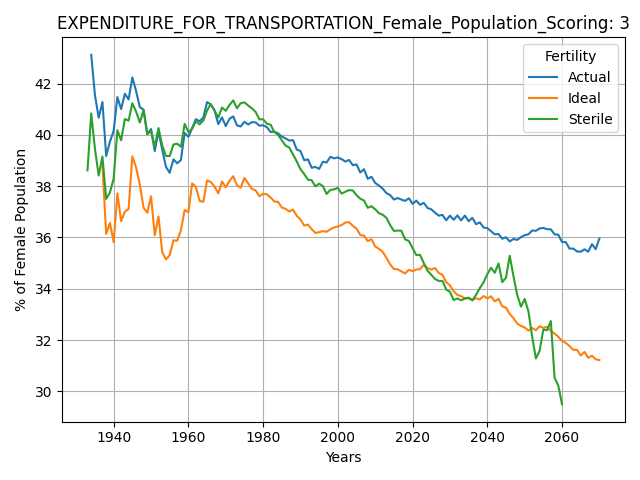 EXPENDITURE_FOR_TRANSPORTATION_Female_Population_Scoring: 3
Fertility
Actual
Ideal
Sterile
% of Female Population
42
40
38
36
34
32
30
1940
1960
1980
2000
2020
2040
2060
Years